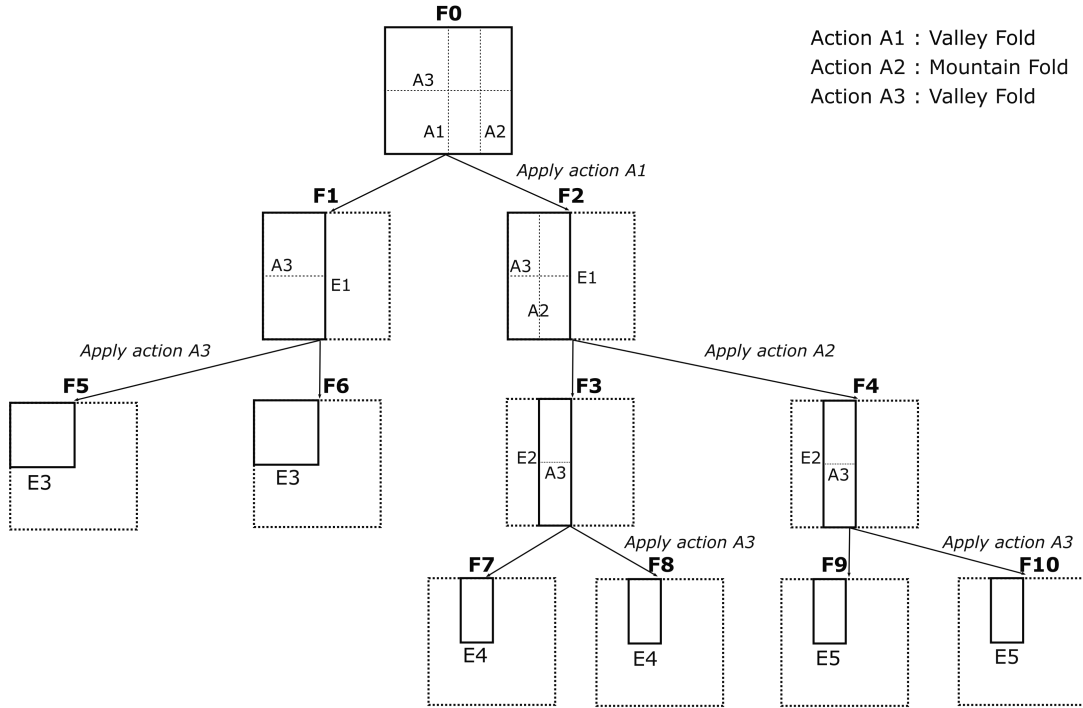 F0
Action A1 : Valley Fold
Action A2 : Mountain Fold
Action A3 : Valley Fold
A3
A1
A2
Apply action A1
F1
F2
A3
E1
A3
E1
A2
Apply action A3
Apply action A2
F5
F6
F3
F4
E2
A3
E2
A3
E3
E3
Apply action A3
Apply action A3
F7
F8
F9
F10
E4
E4
E5
E5